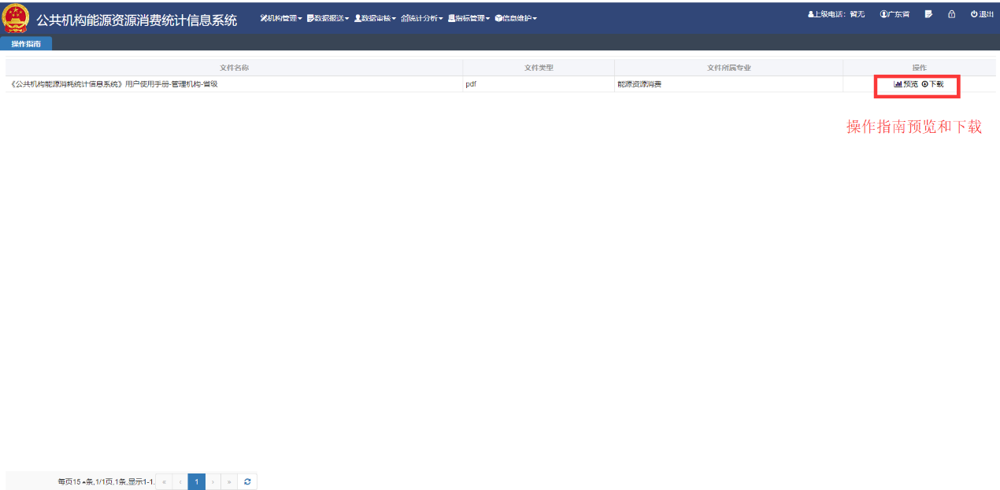 公共机构能源资源消费统计信息系统 机构管理 数据报送 数据审核 统计分析 指标管理 信息维护 上级电话：暂无 广东省 退出
操作指南
文件名称 文件类型 文件所属专业 操作
《公共机构能源消耗统计信息系统》用户使用手册-管理机构-省级 pdf 能源资源消费 预览 下载
操作指南预览和下载
每页15条,1/1页,1条,显示1-1. « ‹ 1 › »